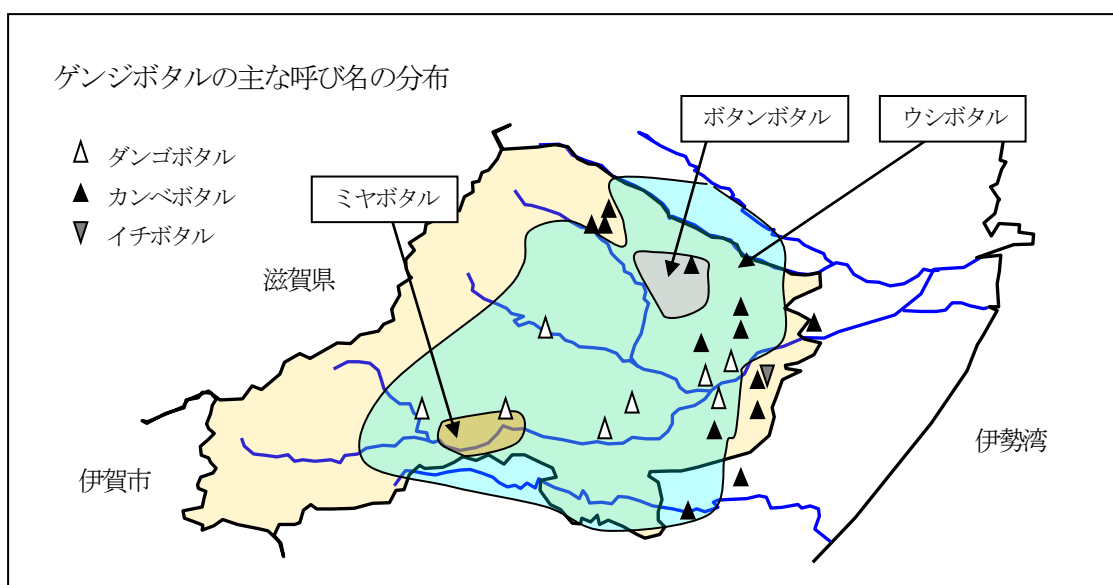 ゲンジボタルの主な呼び名の分布
ボタンボタル
ウシボタル
ダンゴボタル
カンベボタル
イチボタル
ミヤボタル
滋賀県
伊賀市
伊勢湾